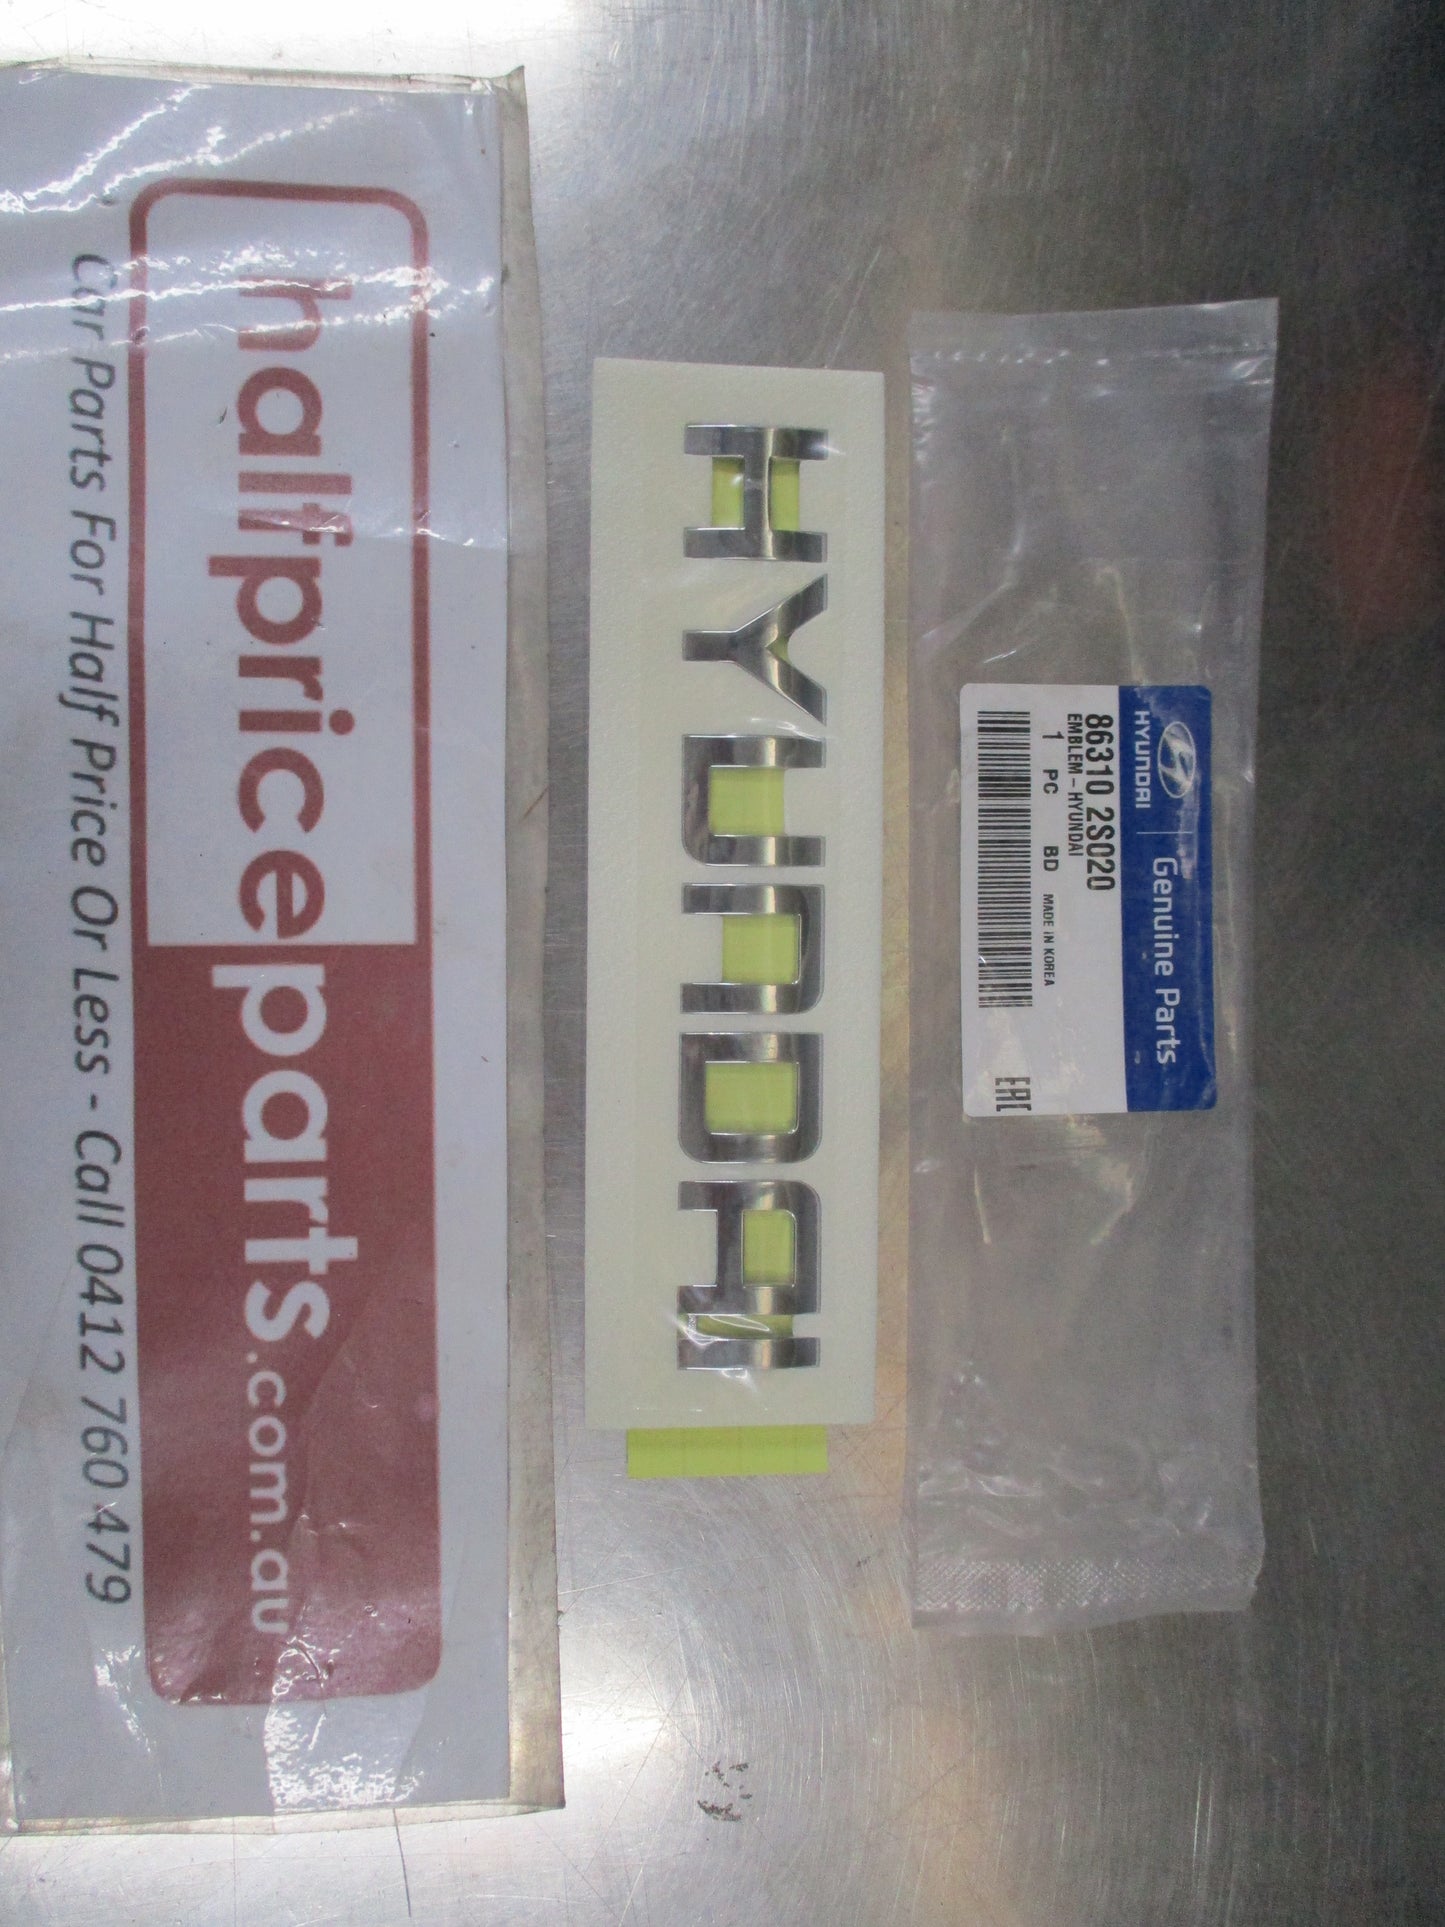 halfpriceparts.com.au
Car Parts For Half Price Or Less - Call 0412 760 479
HYUNDAI
HYUNDAI
Genuine Parts
86310 2S020
EMBLEM - HYUNDAI
1 PC BD MADE IN KOREA
EAC